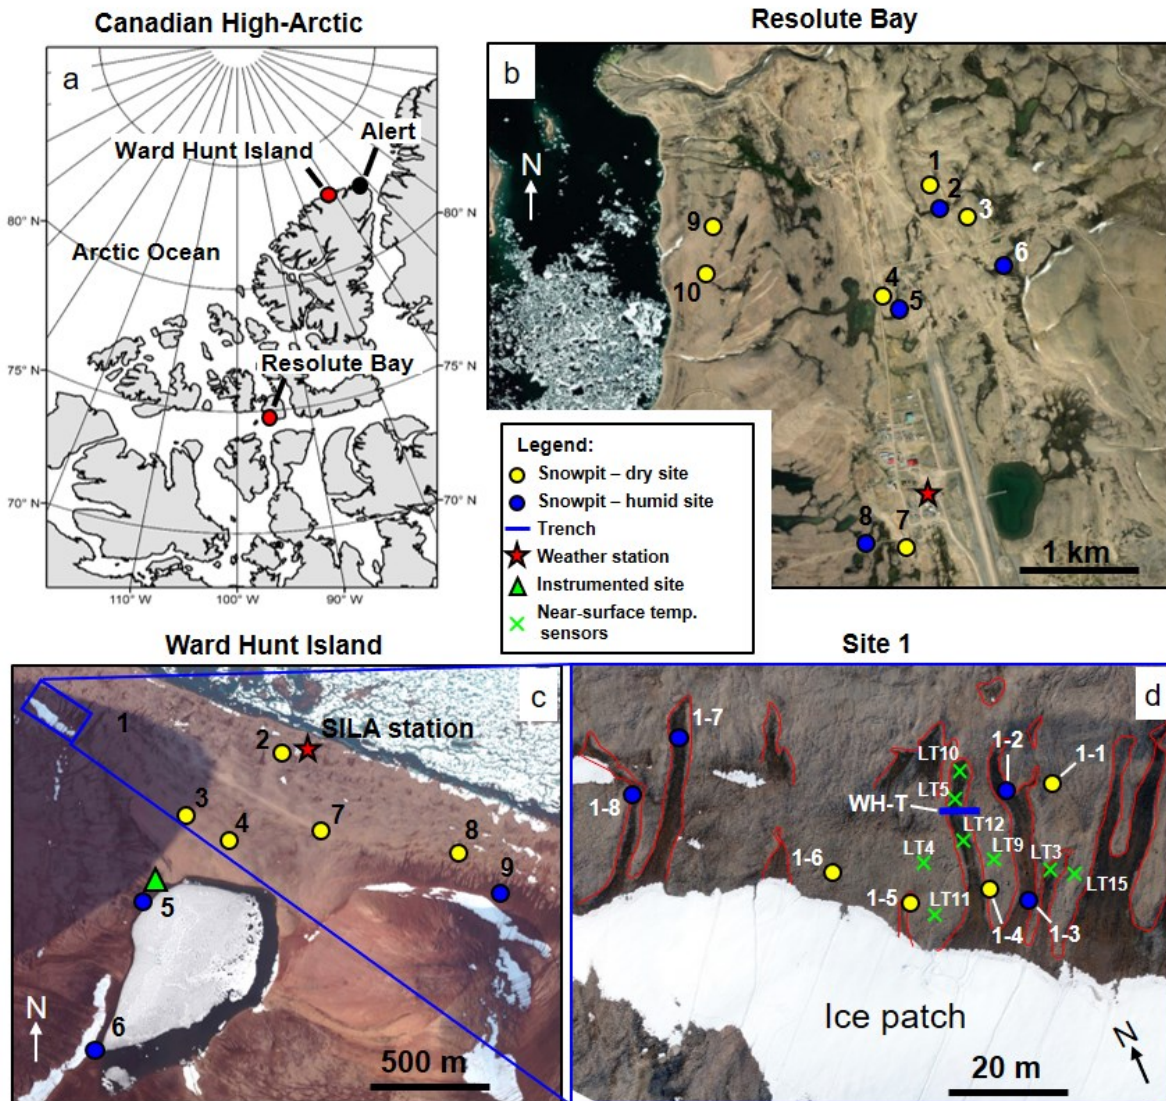 Canadian High-Arctic
a
Alert
Ward Hunt Island
80° N
80° N
Arctic Ocean
75° N
75° N
Resolute Bay
70° N
70° N
110° W
100° W
90° W
Resolute Bay
b
N
1
2
3
9
6
10
4
5
8
7
1 km
Legend:
Snowpit – dry site
Snowpit – humid site
Trench
Weather station
Instrumented site
Near-surface temp.
sensors
Ward Hunt Island
c
1
2
SILA station
3
4
7
8
9
5
6
N
500 m
Site 1
d
1-7
1-2
1-1
LT10
1-8
LT5
WH-T
LT12
LT9
LT4
LT3
1-6
LT15
1-5
LT11
1-4
1-3
Ice patch
N
20 m